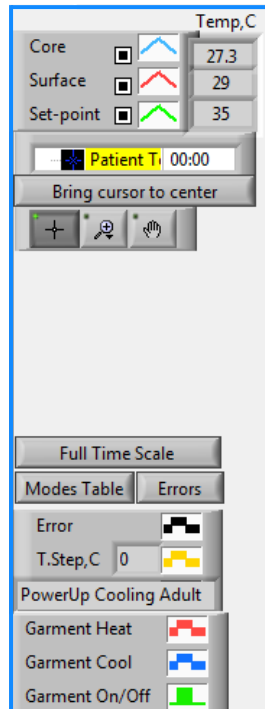 Temp,C
Core 27.3
Surface 29
Set-point 35
Patient T 00:00
Bring cursor to center
Full Time Scale
Modes Table Errors
Error
T.Step,C 0
PowerUp Cooling Adult
Garment Heat
Garment Cool
Garment On/Off